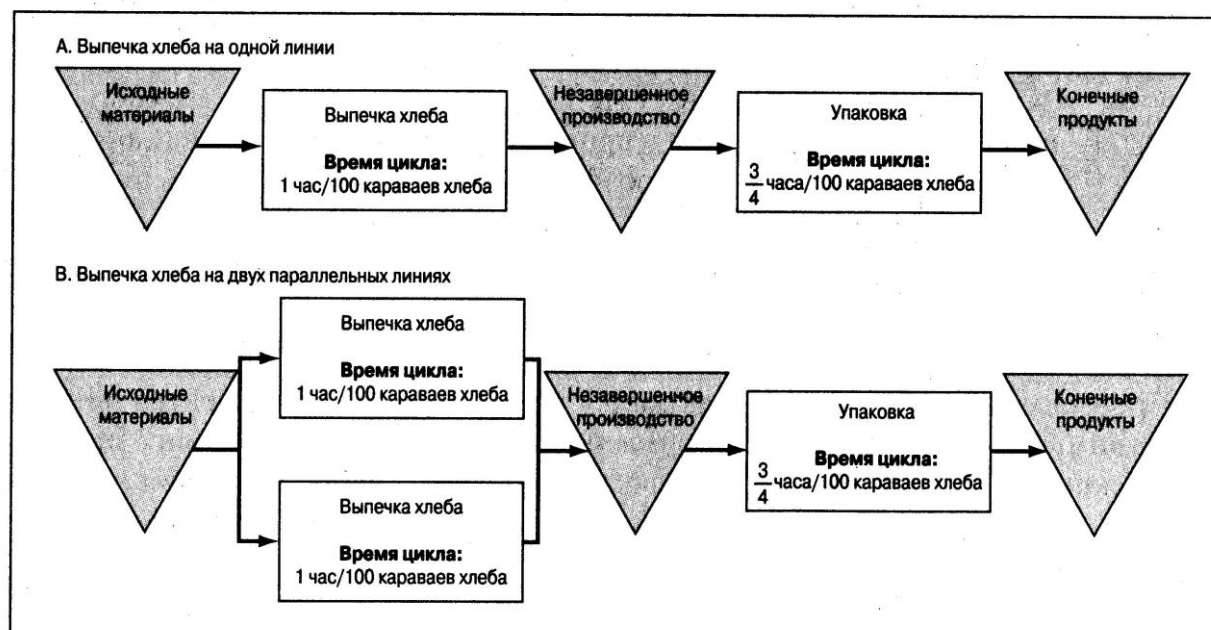 А. Выпечка хлеба на одной линии
Исходные
материалы
Выпечка хлеба
Время цикла:
1 час/100 караваев хлеба
Незавершенное
производство
Упаковка
Время цикла:
3/4 часа/100 караваев хлеба
Конечные
продукты
В. Выпечка хлеба на двух параллельных линиях
Исходные
материалы
Выпечка хлеба
Время цикла:
1 час/100 караваев хлеба
Выпечка хлеба
Время цикла:
1 час/100 караваев хлеба
Незавершенное
производство
Упаковка
Время цикла:
3/4 часа/100 караваев хлеба
Конечные
продукты